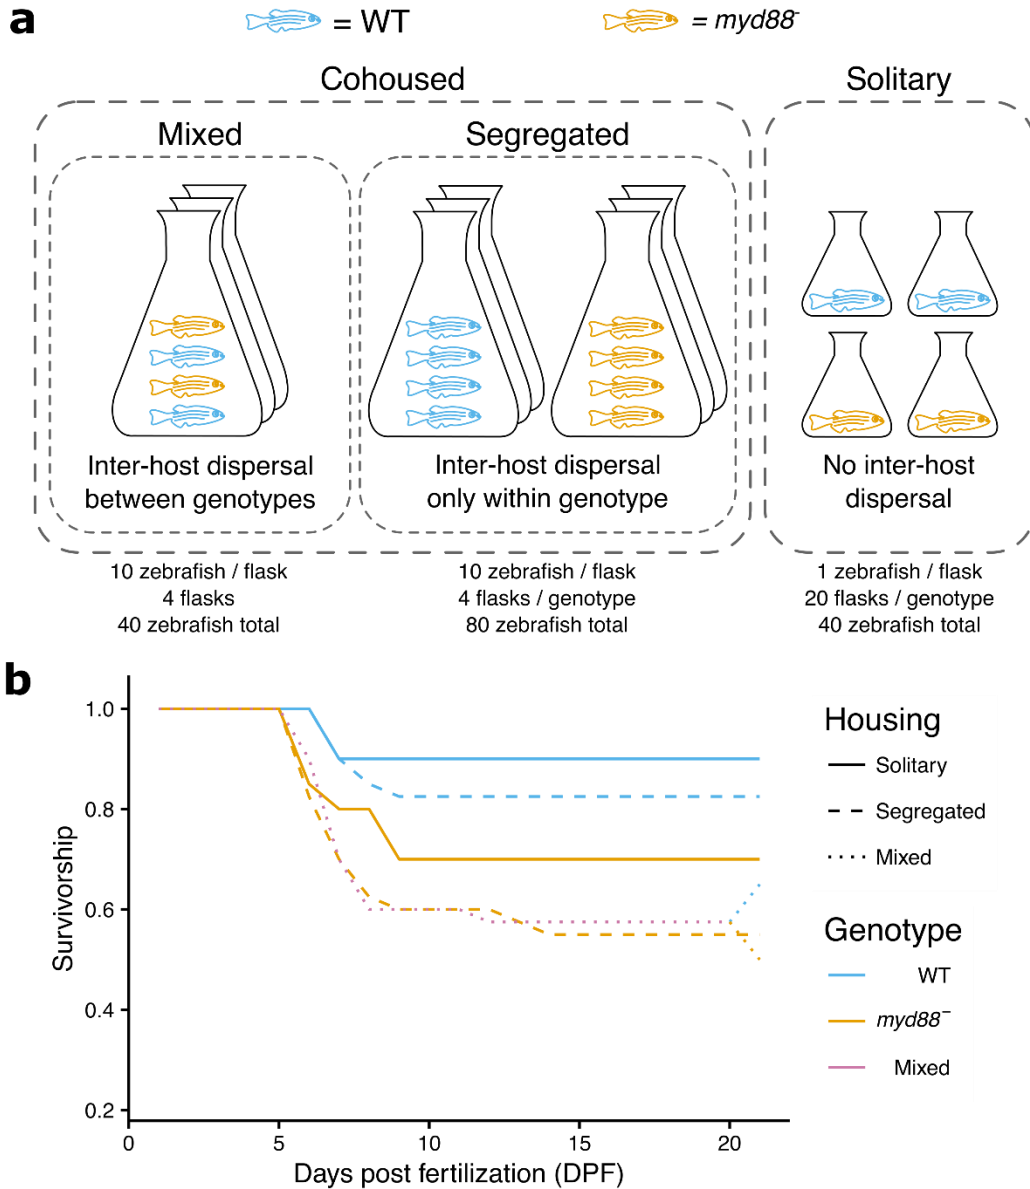 a
= WT
= myd88-
Cohoused
Solitary
Mixed
Segregated
Inter-host dispersal
between genotypes
Inter-host dispersal
only within genotype
No inter-host
dispersal
10 zebrafish / flask
4 flasks
40 zebrafish total
10 zebrafish / flask
4 flasks / genotype
80 zebrafish total
1 zebrafish / flask
20 flasks / genotype
40 zebrafish total
b
Survivorship
1.0
0.8
0.6
0.4
0.2
0
5
10
15
20
Days post fertilization (DPF)
Housing
Solitary
Segregated
Mixed
Genotype
WT
myd88−
Mixed